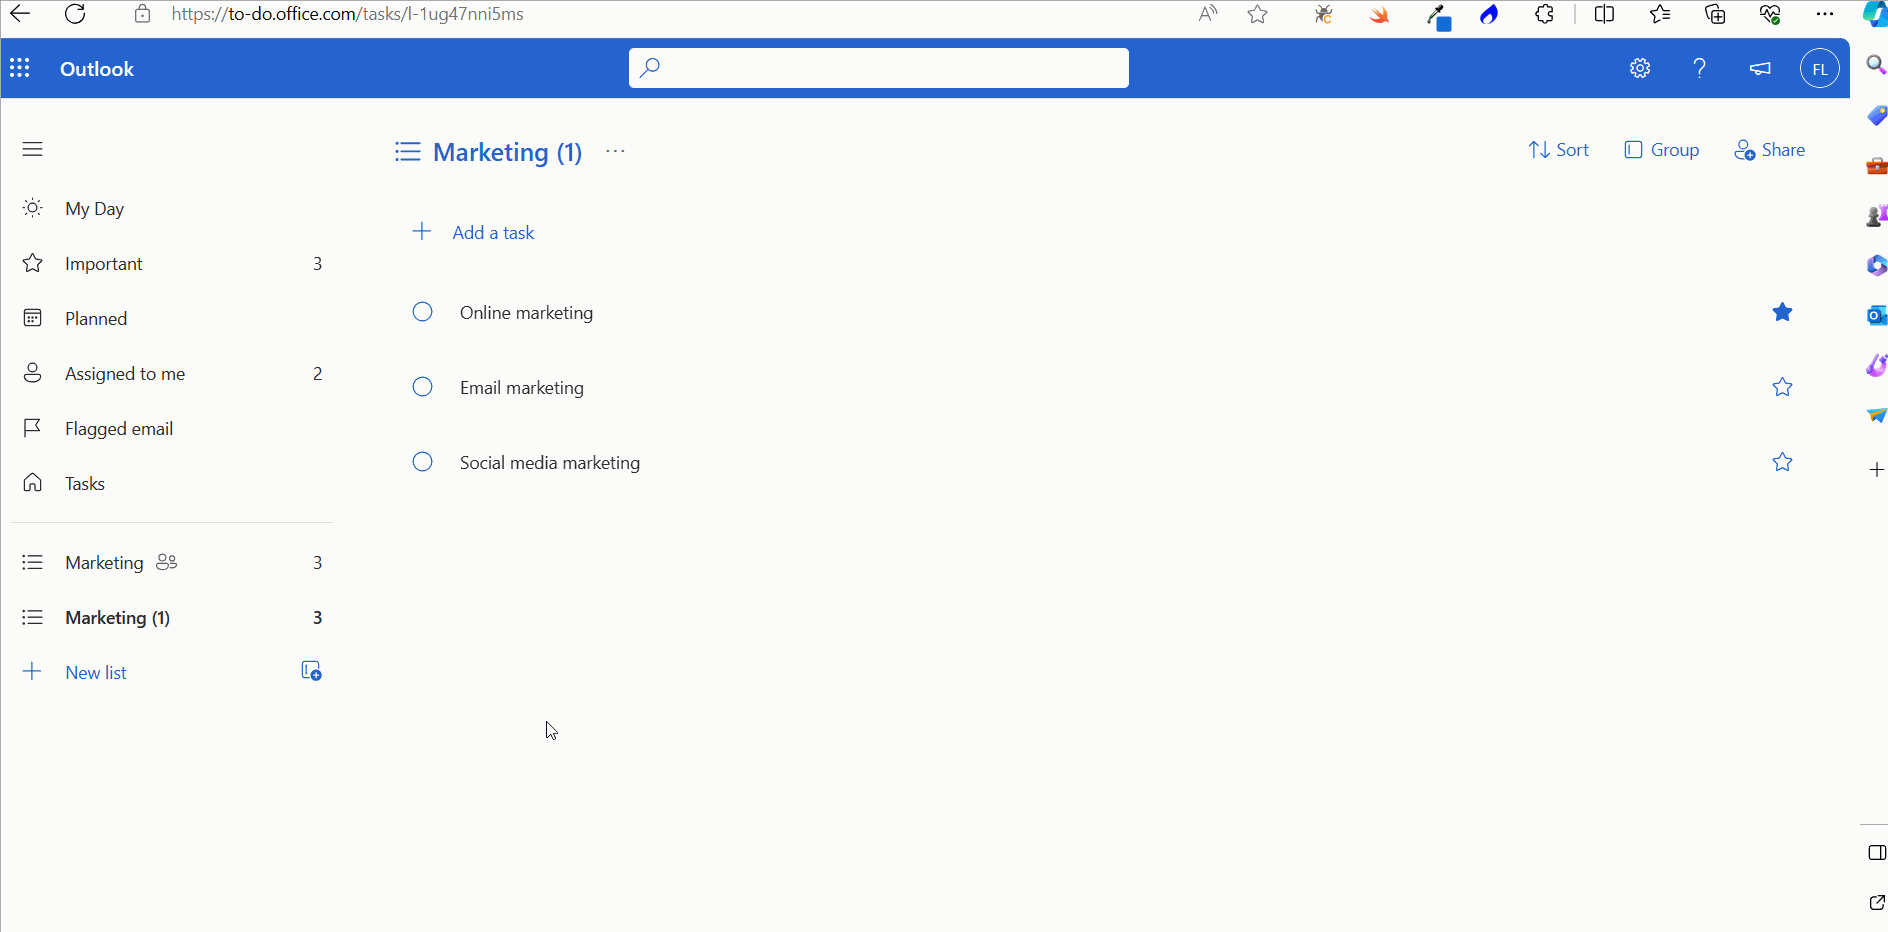 https://to-do.office.com/tasks/l-1ug47nni5ms
Outlook
FL
Marketing (1)
Sort
Group
Share
My Day
Add a task
Important 3
Online marketing
Planned
Assigned to me 2
Email marketing
Flagged email
Social media marketing
Tasks
Marketing 3
Marketing (1) 3
New list